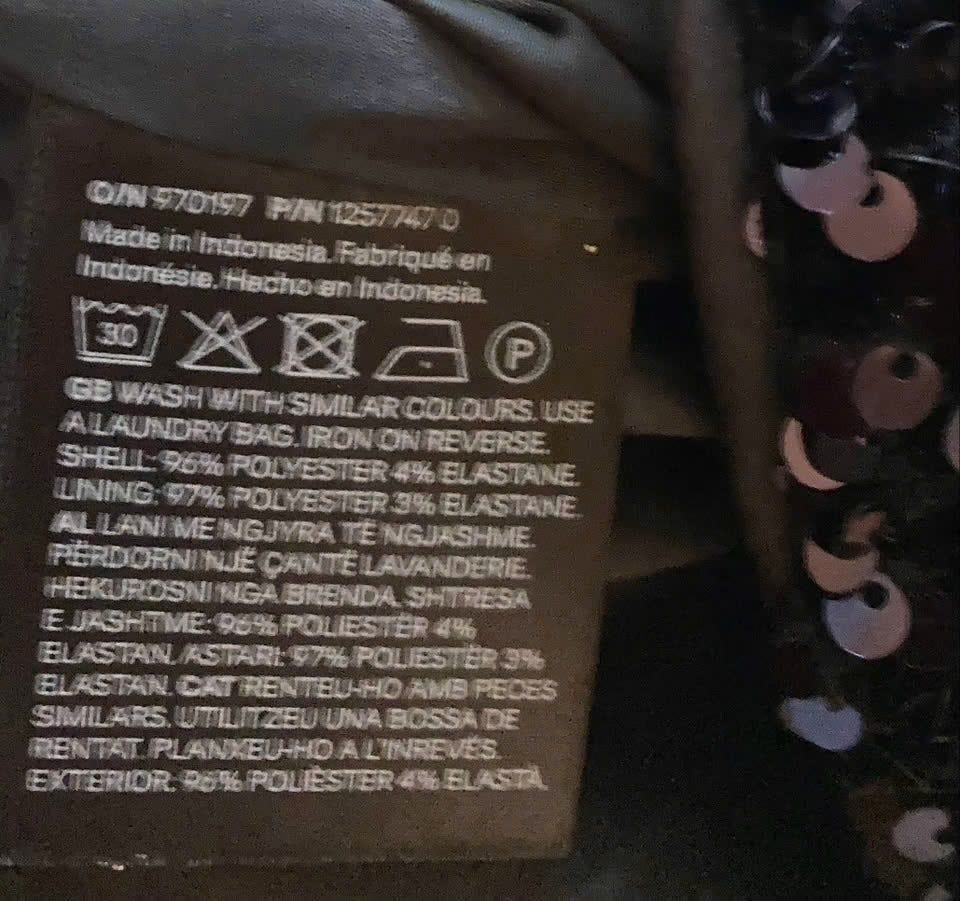 O/N 970197 P/N 1257747 0
Made in Indonesia. Fabriqué en
Indonésie. Hecho en Indonesia.
30 P
GB WASH WITH SIMILAR COLOURS. USE
A LAUNDRY BAG. IRON ON REVERSE.
SHELL: 96% POLYESTER 4% ELASTANE.
LINING: 97% POLYESTER 3% ELASTANE.
AL LANI ME NGJYRA TË NGJASHME.
PËRDORNI NJË ÇANTË LAVANDERIE.
HEKUROSNI NGA BRENDA. SHTRESA
E JASHTME: 96% POLIESTËR 4%
ELASTAN. ASTARI: 97% POLIESTËR 3%
ELASTAN. CAT RENTEU-HO AMB PECES
SIMILARS. UTILITZEU UNA BOSSA DE
RENTAT. PLANXEU-HO A L'INREVÉS.
EXTERIOR: 96% POLIÈSTER 4% ELASTÀ.